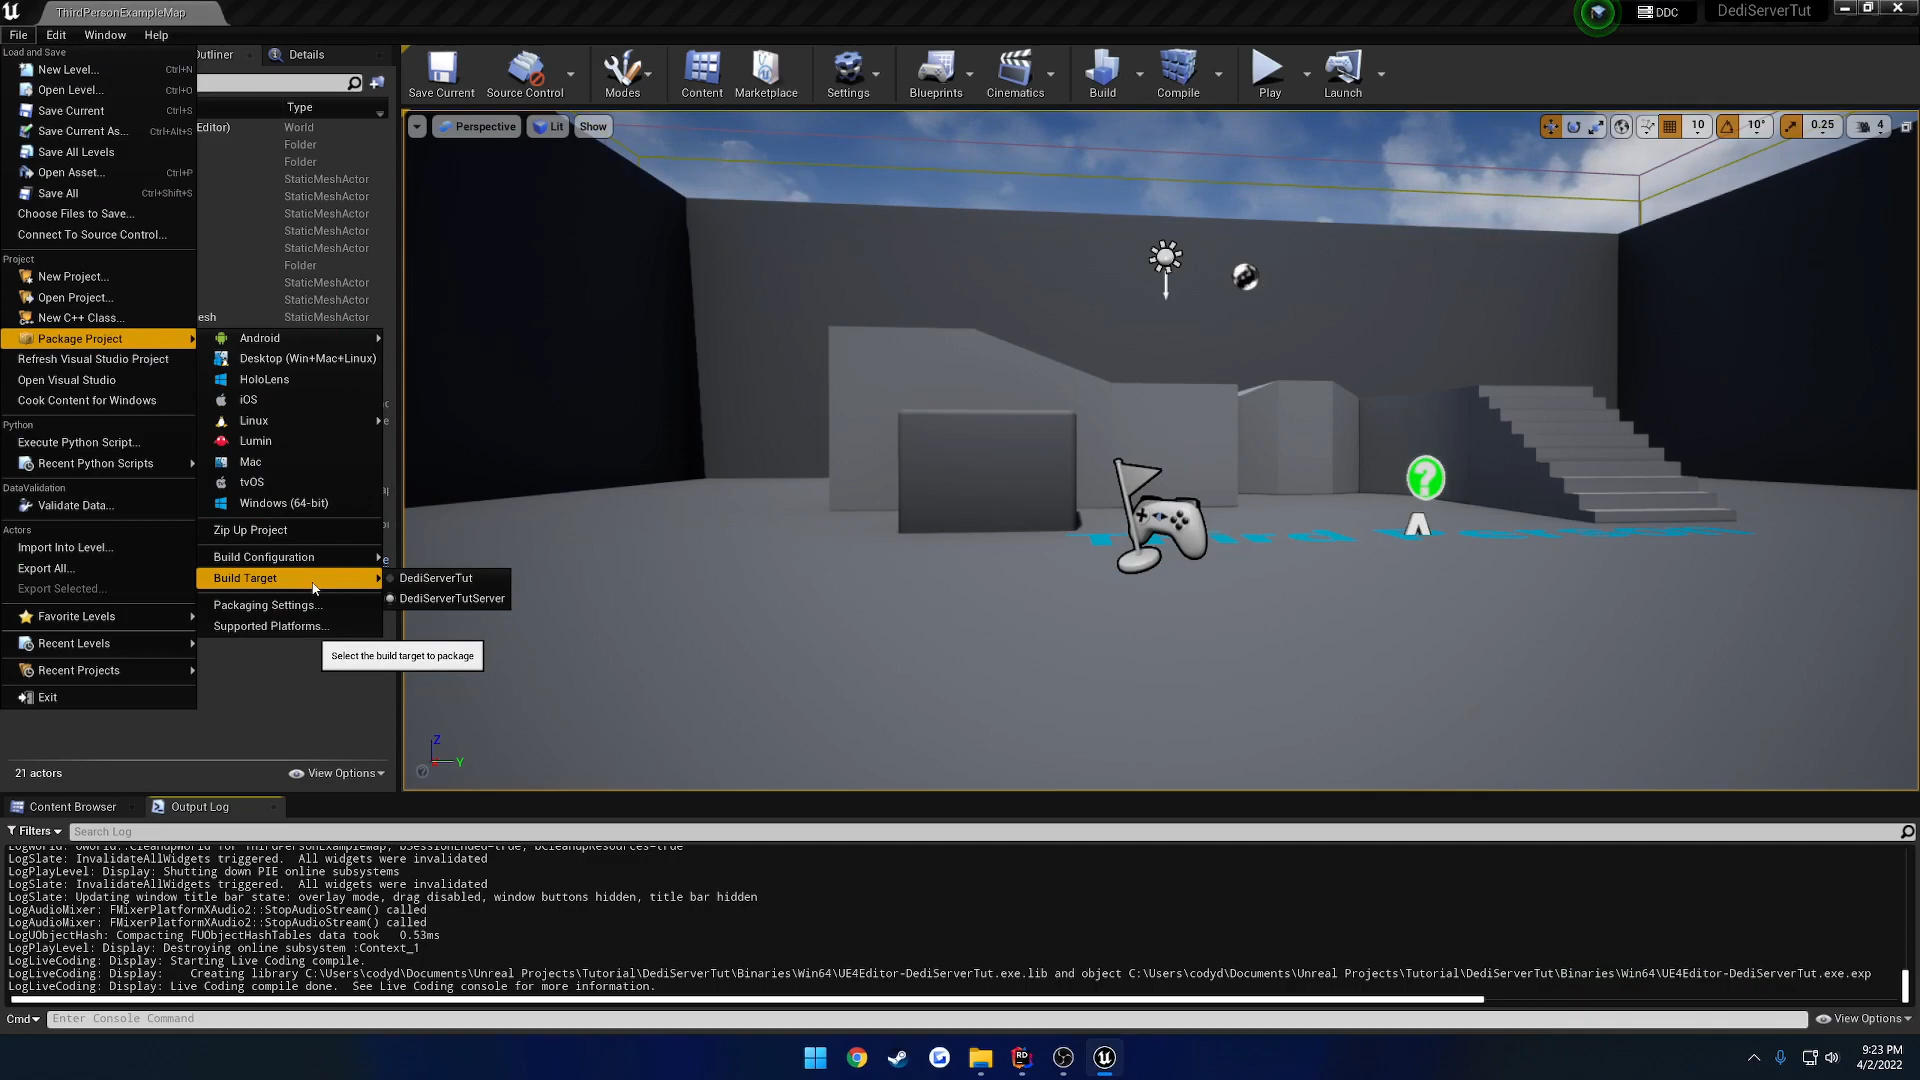 ThirdPersonExampleMap
DDC
DediServerTut
File Edit Window Help
Load and Save
New Level... Ctrl+N
Open Level... Ctrl+O
Save Current Ctrl+S
Save Current As... Ctrl+Alt+S
Save All Levels
Open Asset... Ctrl+P
Save All Ctrl+Shift+S
Choose Files to Save...
Connect To Source Control...
Project
New Project...
Open Project...
New C++ Class...
Package Project
Refresh Visual Studio Project
Open Visual Studio
Cook Content for Windows
Python
Execute Python Script...
Recent Python Scripts
DataValidation
Validate Data...
Actors
Import Into Level...
Export All...
Export Selected...
Favorite Levels
Recent Levels
Recent Projects
Exit
Outliner Details
Type
Editor) World
Folder
Folder
StaticMeshActor
StaticMeshActor
StaticMeshActor
StaticMeshActor
StaticMeshActor
Folder
StaticMeshActor
StaticMeshActor
esh StaticMeshActor
Android
Desktop (Win+Mac+Linux)
HoloLens
iOS
Linux
Lumin
Mac
tvOS
Windows (64-bit)
Zip Up Project
Build Configuration
Build Target
Packaging Settings...
Supported Platforms...
DediServerTut
DediServerTutServer
Select the build target to package
Save Current Source Control Modes Content Marketplace Settings Blueprints Cinematics Build Compile Play Launch
Perspective Lit Show
10 10° 0.25 4
Z
Y
21 actors View Options
Content Browser Output Log
Filters Search Log
LogWorld: UWorld::CleanupWorld for ThirdPersonExampleMap, bSessionEnded=true, bCleanupResources=true
LogSlate: InvalidateAllWidgets triggered.  All widgets were invalidated
LogPlayLevel: Display: Shutting down PIE online subsystems
LogSlate: InvalidateAllWidgets triggered.  All widgets were invalidated
LogSlate: Updating window title bar state: overlay mode, drag disabled, window buttons hidden, title bar hidden
LogAudioMixer: FMixerPlatformXAudio2::StopAudioStream() called
LogAudioMixer: FMixerPlatformXAudio2::StopAudioStream() called
LogUObjectHash: Compacting FUObjectHashTables data took   0.53ms
LogPlayLevel: Display: Destroying online subsystem :Context_1
LogLiveCoding: Display: Starting Live Coding compile.
LogLiveCoding: Display:    Creating library C:\Users\codyd\Documents\Unreal Projects\Tutorial\DediServerTut\Binaries\Win64\UE4Editor-DediServerTut.exe.lib and object C:\Users\codyd\Documents\Unreal Projects\Tutorial\DediServerTut\Binaries\Win64\UE4Editor-DediServerTut.exe.exp
LogLiveCoding: Display: Live Coding compile done.  See Live Coding console for more information.
Cmd Enter Console Command View Options
9:23 PM
4/2/2022